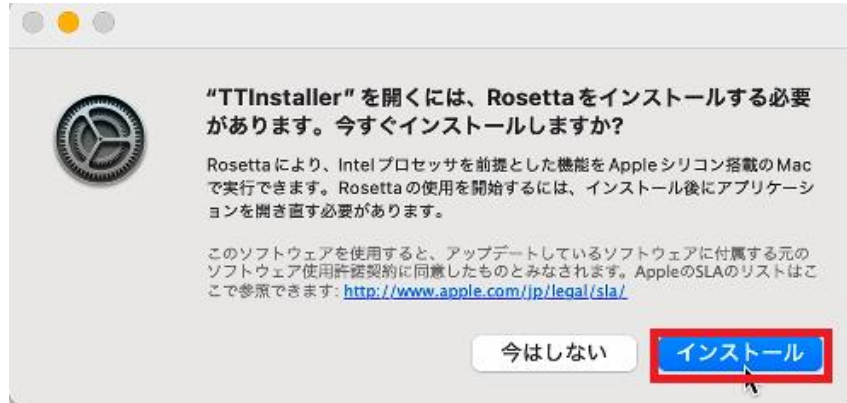 “TTInstaller” を開くには、Rosettaをインストールする必要
があります。今すぐインストールしますか?
Rosettaにより、Intelプロセッサを前提とした機能をAppleシリコン搭載のMac
で実行できます。Rosettaの使用を開始するには、インストール後にアプリケーシ
ョンを開き直す必要があります。
このソフトウェアを使用すると、アップデートしているソフトウェアに付属する元の
ソフトウェア使用許諾契約に同意したものとみなされます。AppleのSLAのリストはこ
こで参照できます: http://www.apple.com/jp/legal/sla/
今はしない インストール